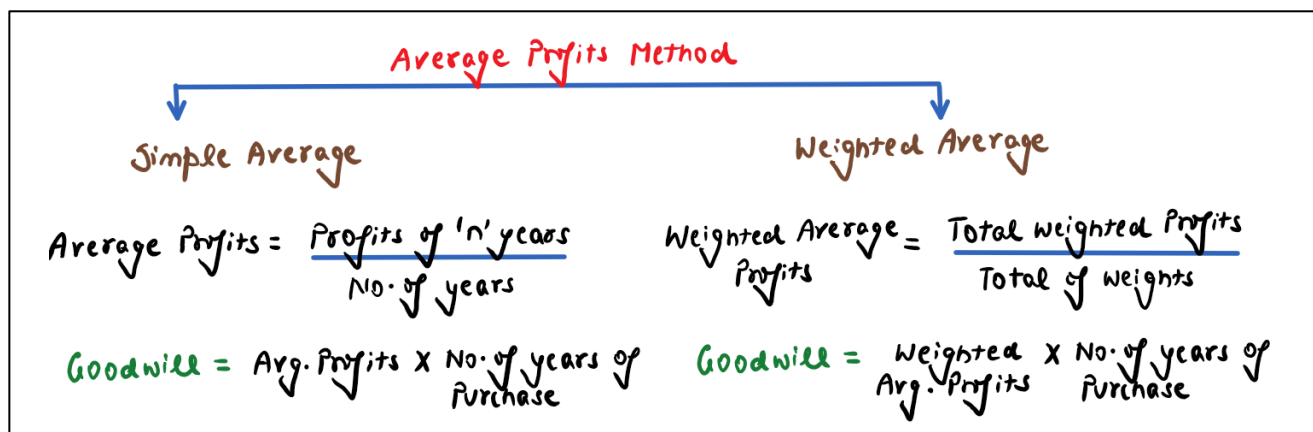 Average Profits Method
Simple Average
Weighted Average
Average Profits = Profits of 'n' years
No. of years
Weighted Average Profits = Total weighted Profits
Total of weights
Goodwill = Avg. Profits X No. of years of
Purchase
Goodwill = Weighted Avg. Profits X No. of years of
Purchase